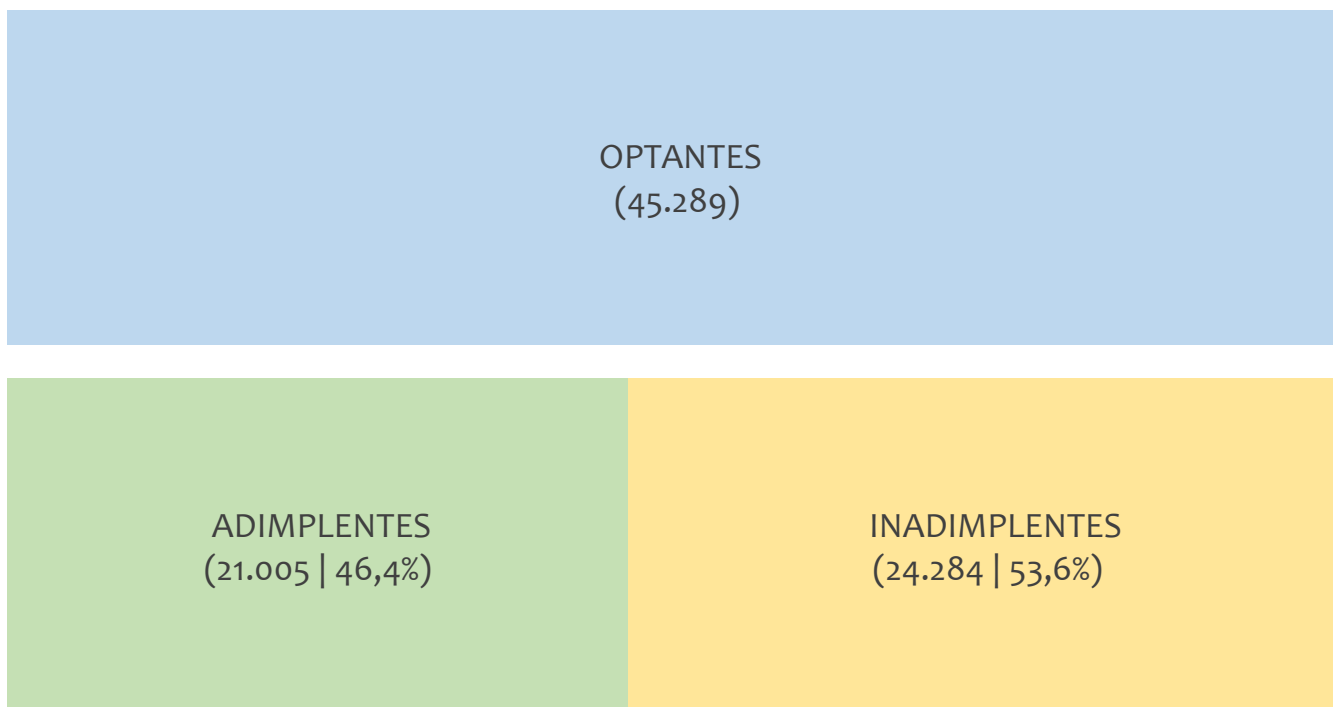 OPTANTES
(45.289)
ADIMPLENTES
(21.005 | 46,4%)
INADIMPLENTES
(24.284 | 53,6%)